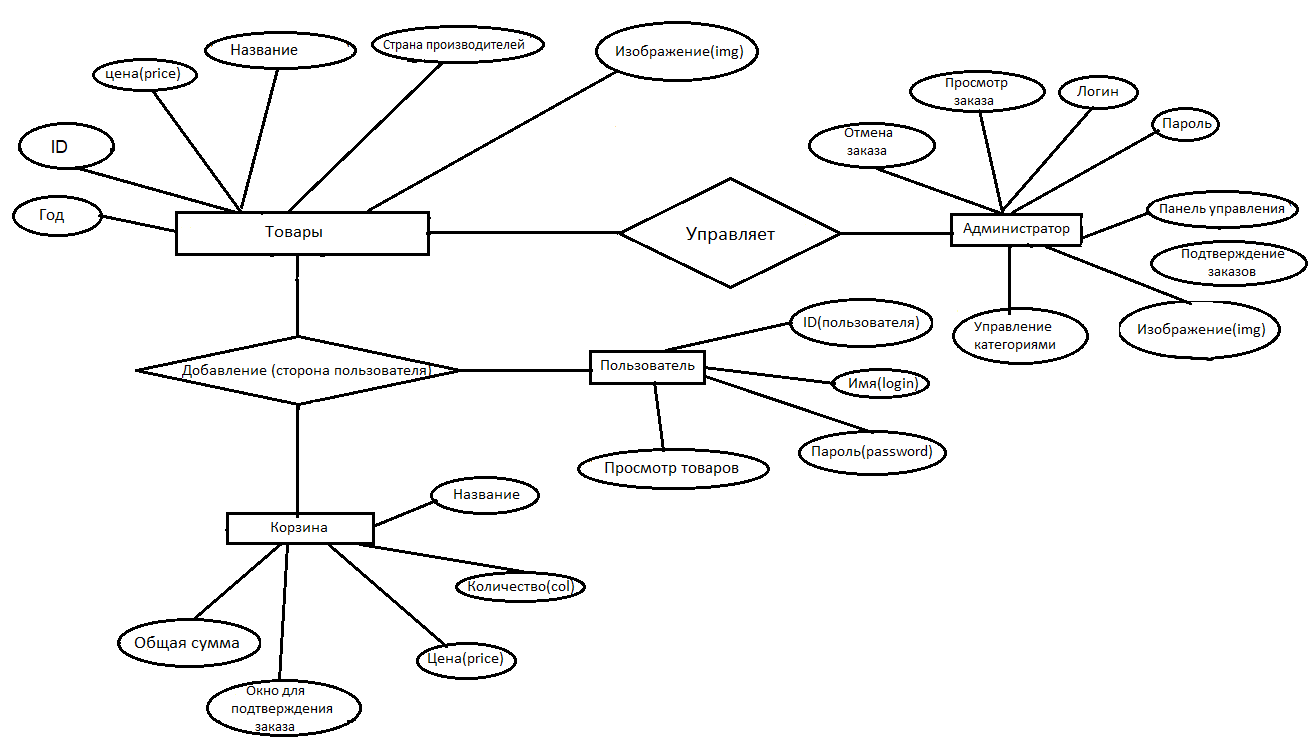 Название
Страна производителей
Изображение(img)
цена(price)
ID
Год
Товары
Управляет
Просмотр
заказа
Логин
Пароль
Отмена
заказа
Панель управления
Администратор
Подтверждение
заказов
Изображение(img)
Управление
категориями
ID(пользователя)
Добавление (сторона пользователя)
Пользователь
Имя(login)
Пароль(password)
Просмотр товаров
Название
Корзина
Количество(col)
Общая сумма
Цена(price)
Окно для
подтверждения
заказа